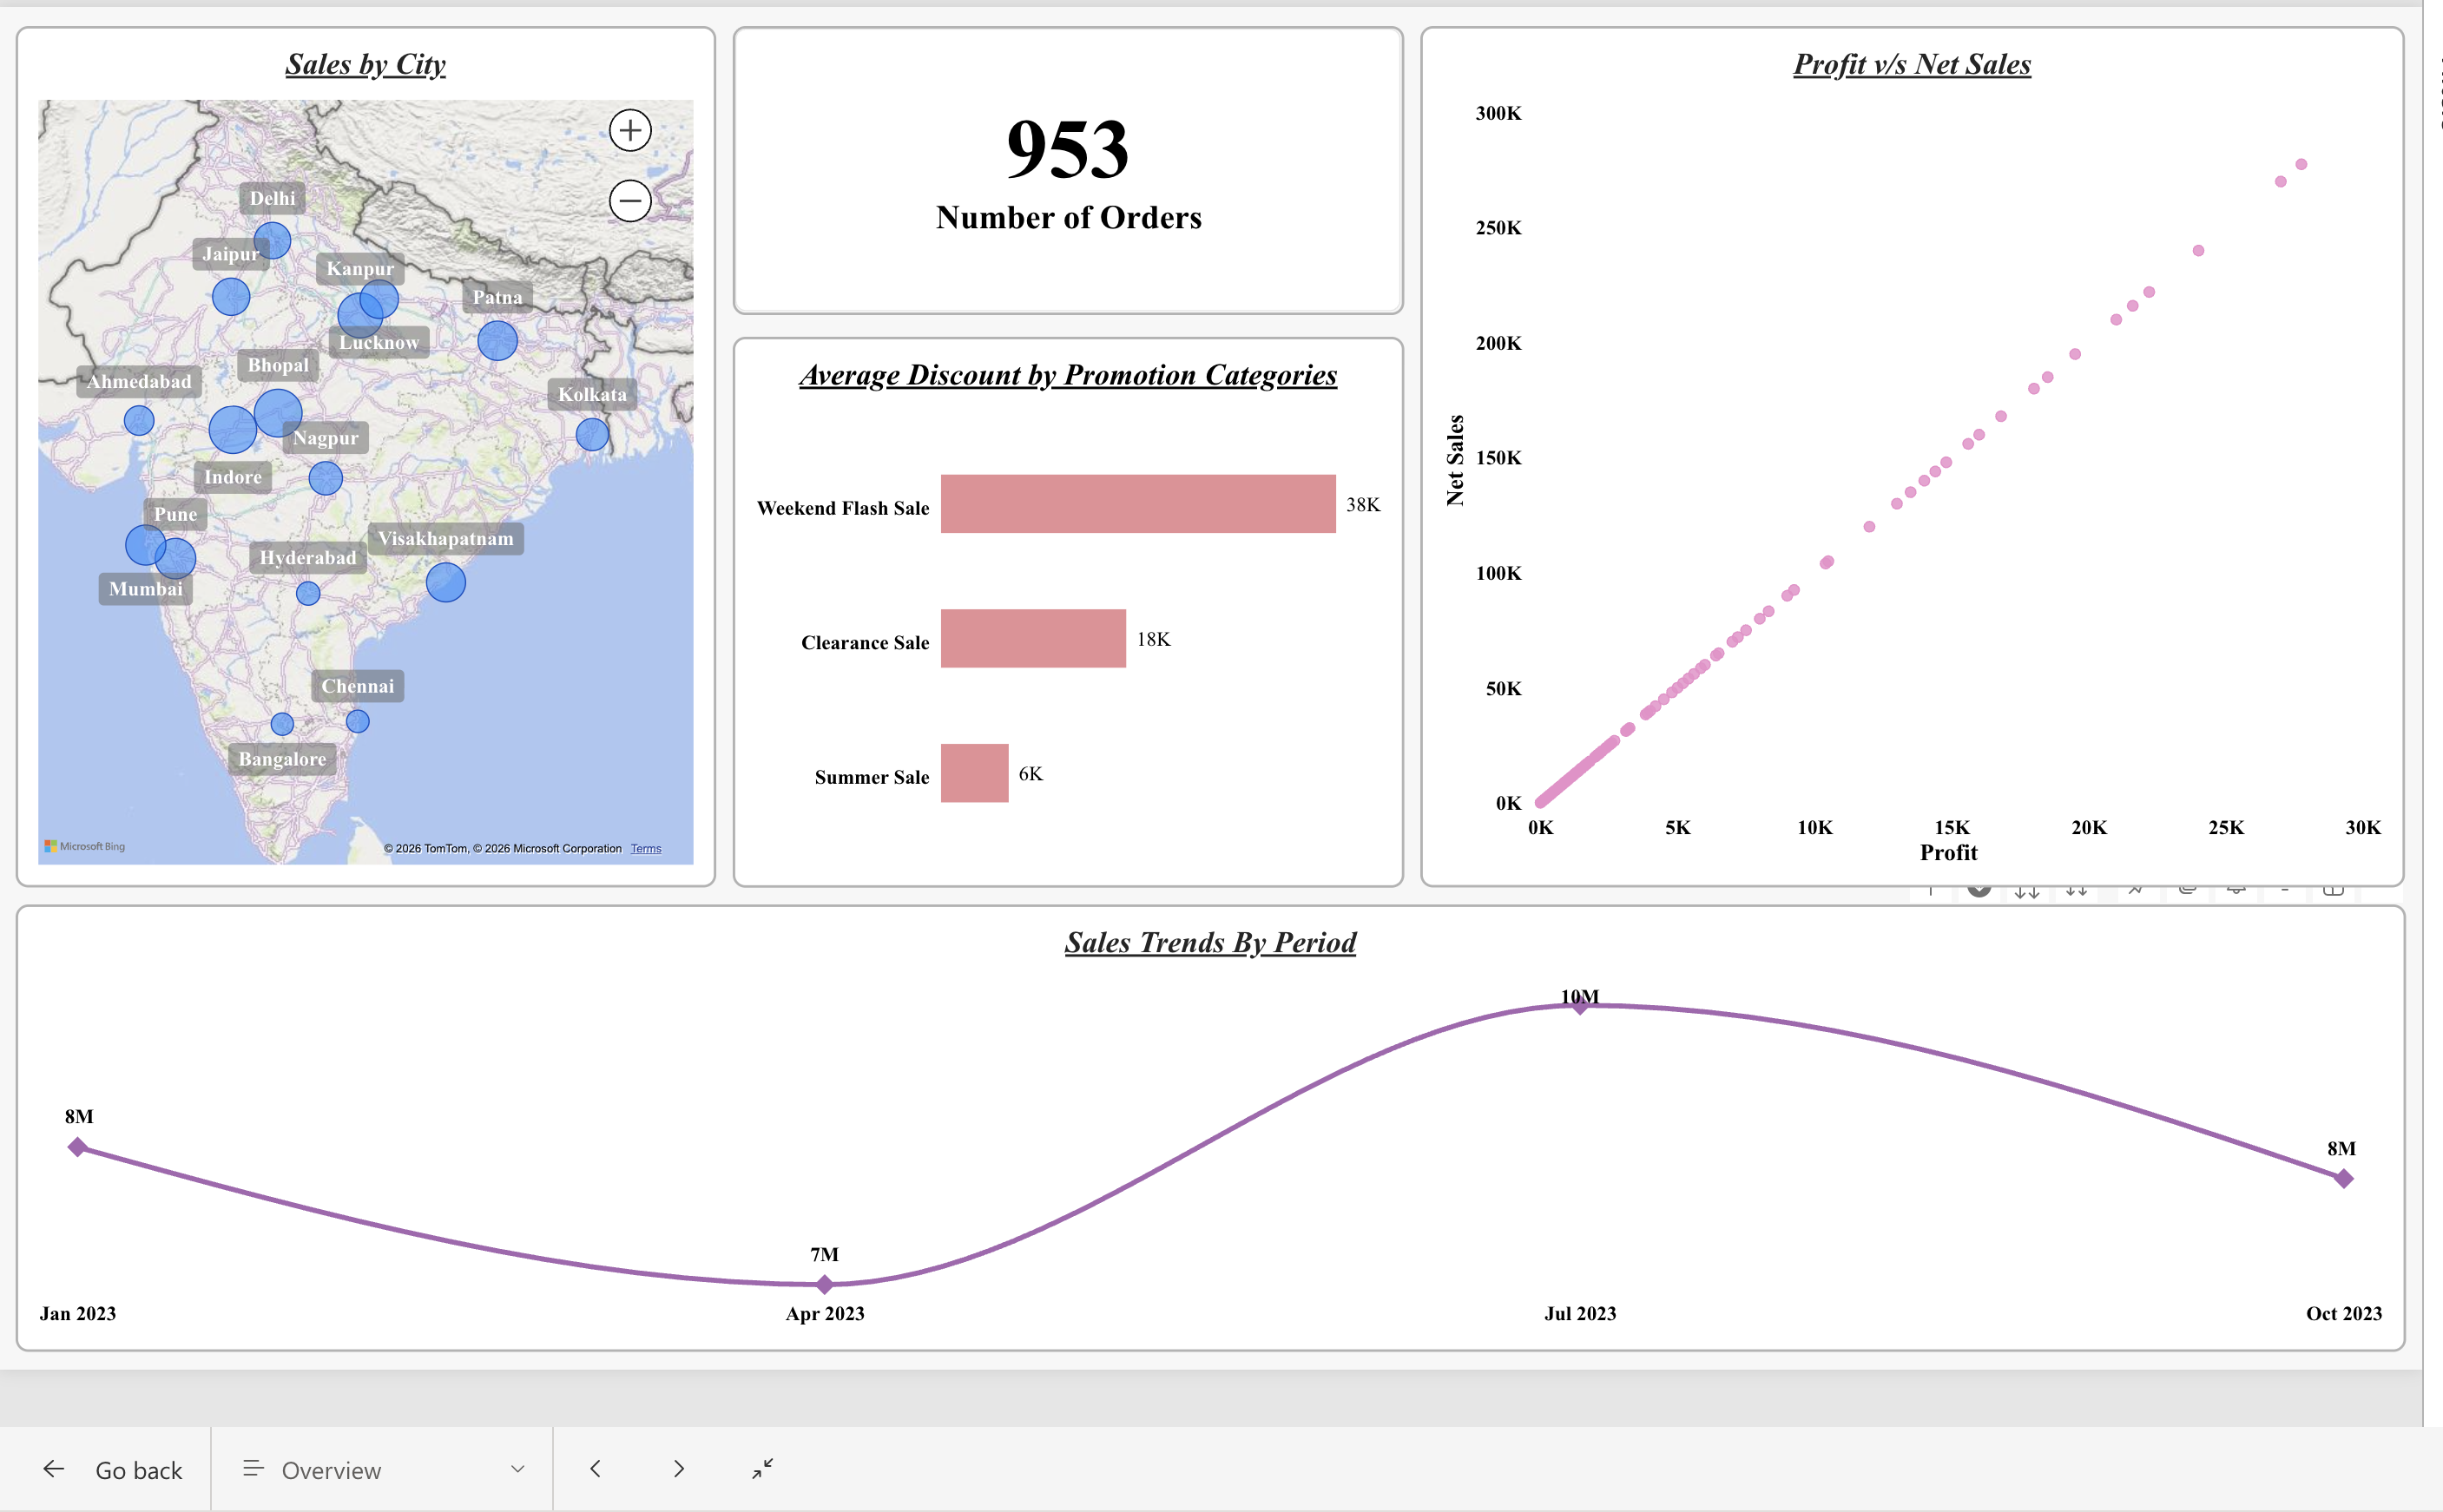 Sales by City
Delhi
Jaipur
Kanpur
Patna
Lucknow
Bhopal
Ahmedabad
Kolkata
Nagpur
Indore
Pune
Visakhapatnam
Hyderabad
Mumbai
Chennai
Bangalore
Microsoft Bing
© 2026 TomTom, © 2026 Microsoft Corporation Terms
953
Number of Orders
Average Discount by Promotion Categories
Weekend Flash Sale 38K
Clearance Sale 18K
Summer Sale 6K
Profit v/s Net Sales
300K
250K
200K
150K
100K
50K
0K
Net Sales
0K 5K 10K 15K 20K 25K 30K
Profit
Sales Trends By Period
10M
8M
8M
7M
Jan 2023 Apr 2023 Jul 2023 Oct 2023
Go back Overview